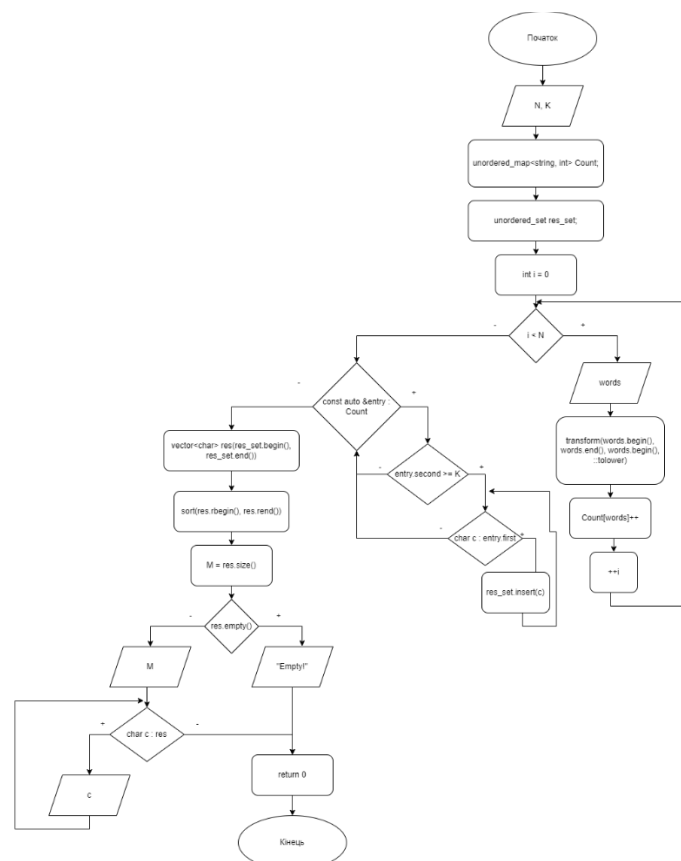 Початок
N, K
unordered_map<string, int> Count;
unordered_set res_set;
int i = 0
-
i < N
+
words
-
const auto &entry :
Count
+
transform(words.begin(),
words.end(), words.begin(),
::tolower)
vector<char> res(res_set.begin(),
res_set.end())
-
entry.second >= K
+
sort(res.rbegin(), res.rend())
Count[words]++
-
char c : entry.first
+
M = res.size()
++i
res_set.insert(c)
-
res.empty()
+
M
"Empty!"
+
char c : res
-
c
return 0
Кінець